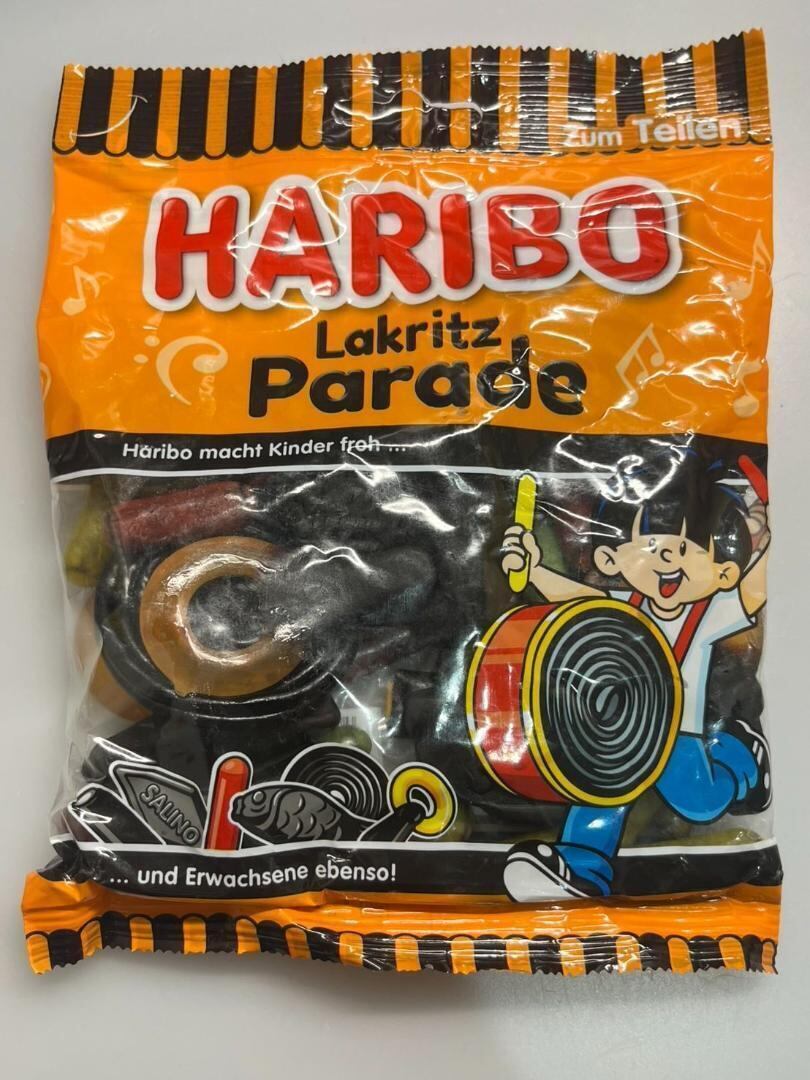 Zum Teilen
HARIBO
Lakritz
Parade
Haribo macht Kinder froh ...
SALINO
... und Erwachsene ebenso!